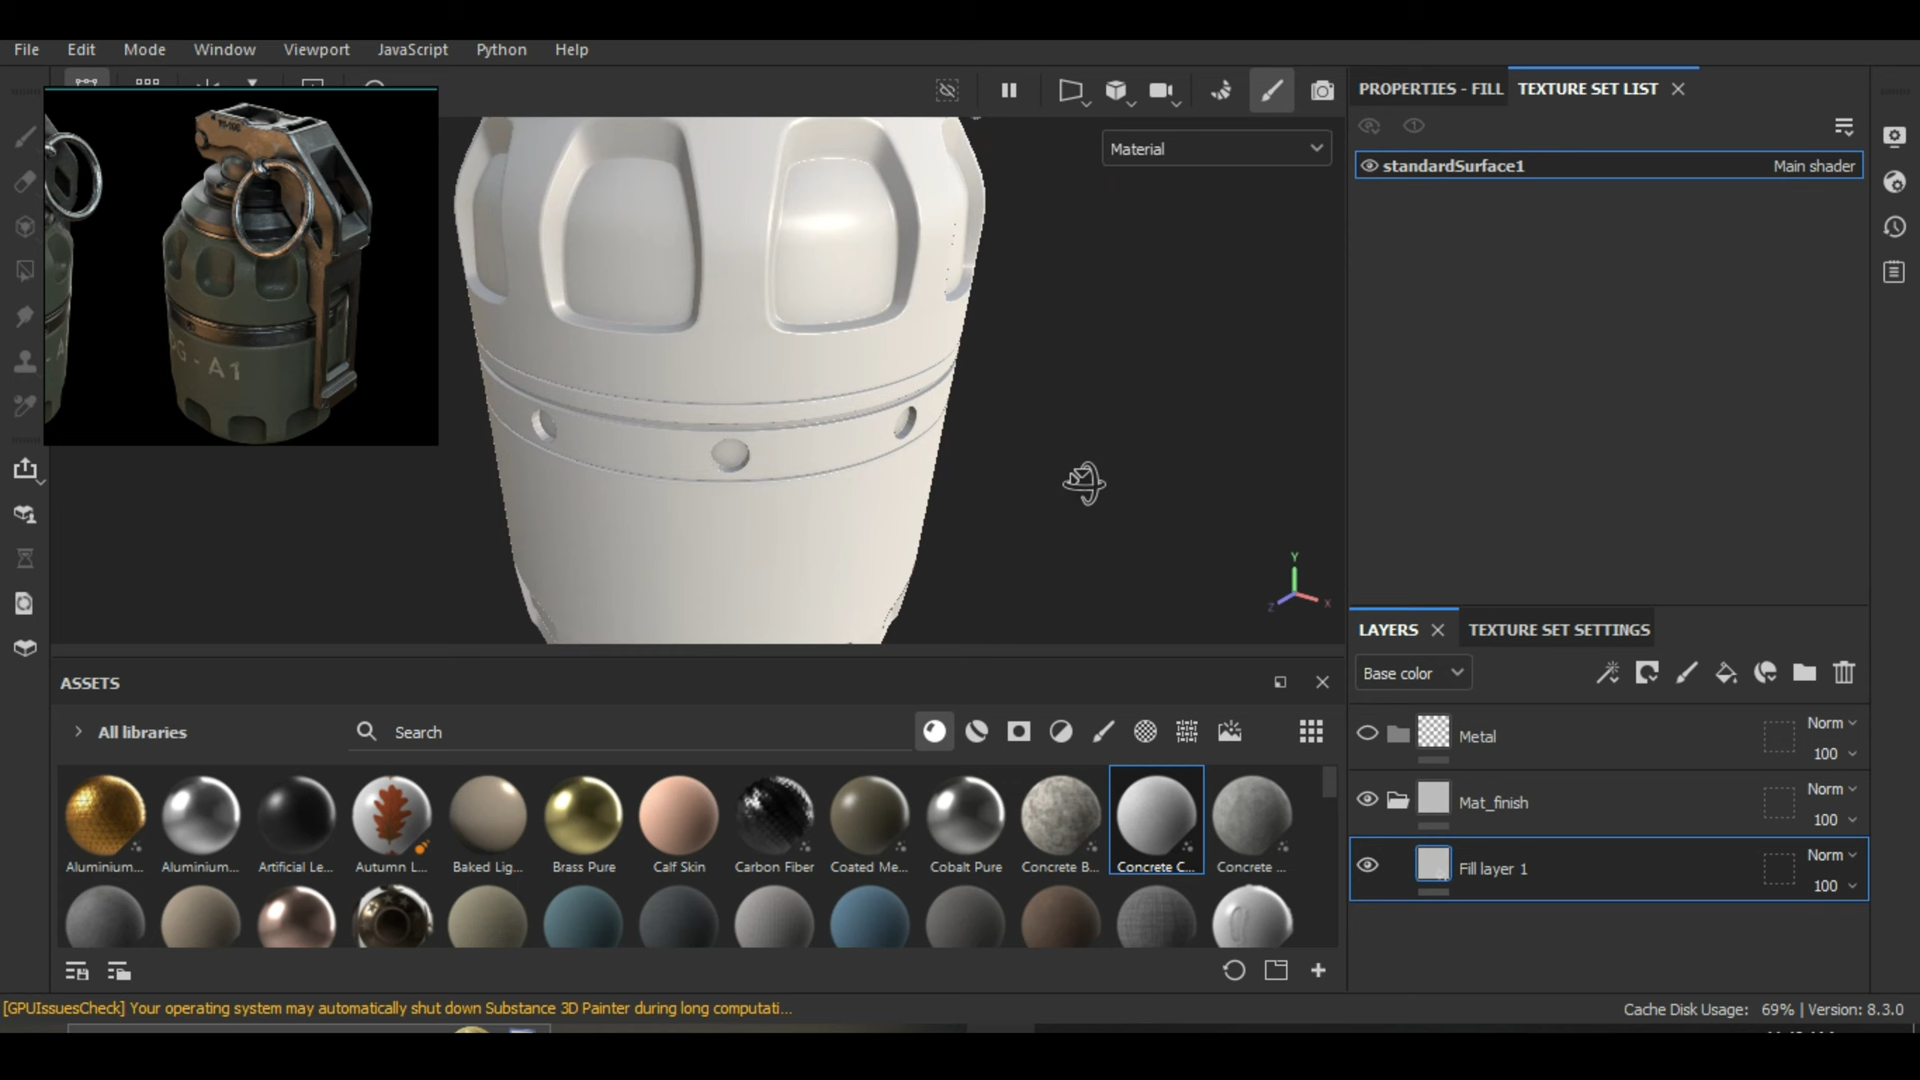 File Edit Mode Window Viewport JavaScript Python Help
PROPERTIES - FILL
TEXTURE SET LIST
Material
standardSurface1
Main shader
OG - A1
Y
Z
X
LAYERS
TEXTURE SET SETTINGS
Base color
Metal
Norm
100
Mat_finish
Norm
100
Fill layer 1
Norm
100
ASSETS
All libraries
Search
Aluminium... Aluminium... Artificial Le... Autumn L... Baked Lig... Brass Pure Calf Skin Carbon Fiber Coated Me... Cobalt Pure Concrete B... Concrete C... Concrete ...
[GPUIssuesCheck] Your operating system may automatically shut down Substance 3D Painter during long computati...
Cache Disk Usage: 69% | Version: 8.3.0